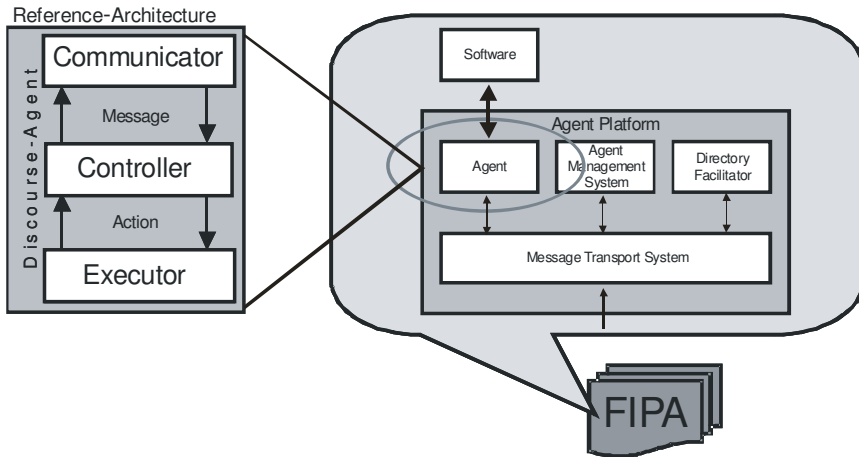 Reference-Architecture
Discourse-Agent
Communicator
Message
Controller
Action
Executor
Software
Agent Platform
Agent
Agent
Management
System
Directory
Facilitator
Message Transport System
FIPA